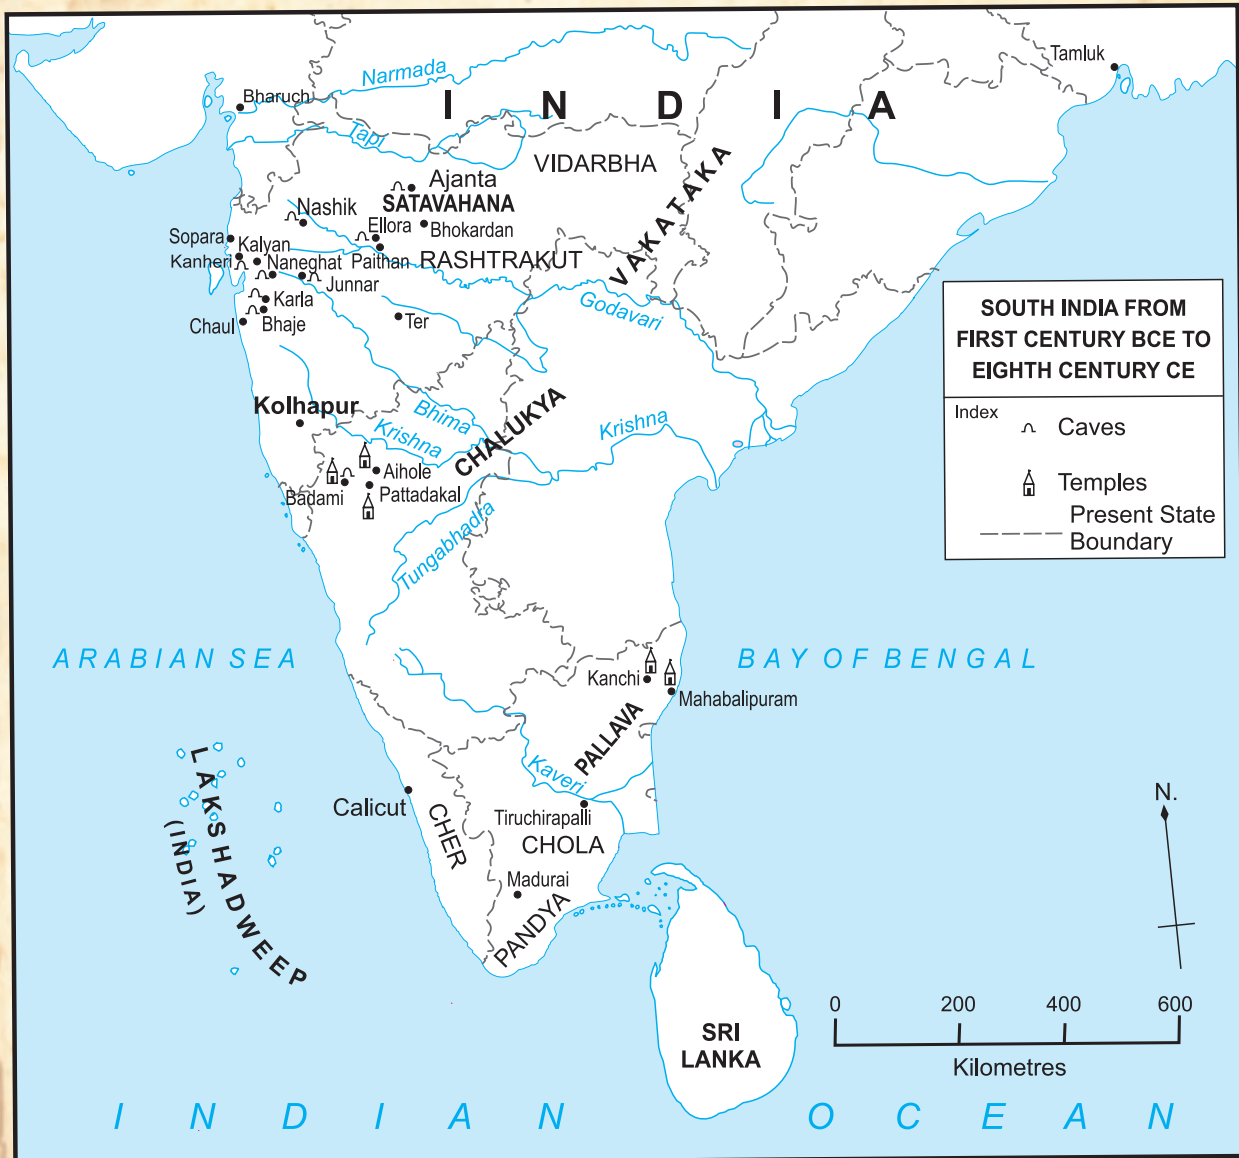 Tamluk
Narmada
Bharuch
I N D I A
Tapi
VIDARBHA
Ajanta
SATAVAHANA
VAKATAKA
Nashik
Ellora
Bhokardan
Sopara
Kalyan
Kanheri
Naneghat
Paithan
RASHTRAKUT
Junnar
Karla
Godavari
Chaul
Bhaje
Ter
SOUTH INDIA FROM
FIRST CENTURY BCE TO
EIGHTH CENTURY CE
Index
Caves
Temples
Present State
Boundary
Kolhapur
Bhima
Krishna
CHALUKYA
Krishna
Aihole
Badami
Pattadakal
Tungabhadra
ARABIAN SEA
BAY OF BENGAL
Kanchi
Mahabalipuram
PALLAVA
LAKSHADWEEP
(INDIA)
Kaveri
Calicut
CHER
Tiruchirapalli
CHOLA
Madurai
PANDYA
N.
SRI
LANKA
0 200 400 600
Kilometres
I N D I A N O C E A N